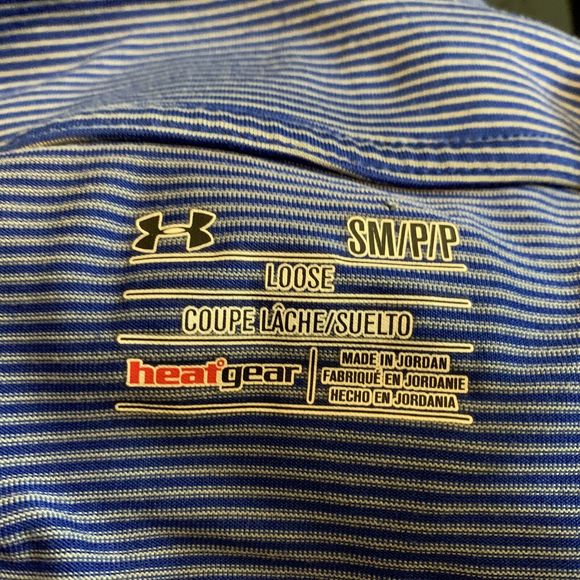 SM/P/P
LOOSE
COUPE LÂCHE/SUELTO
heatgear
MADE IN JORDAN
FABRIQUÉ EN JORDANIE
HECHO EN JORDANIA